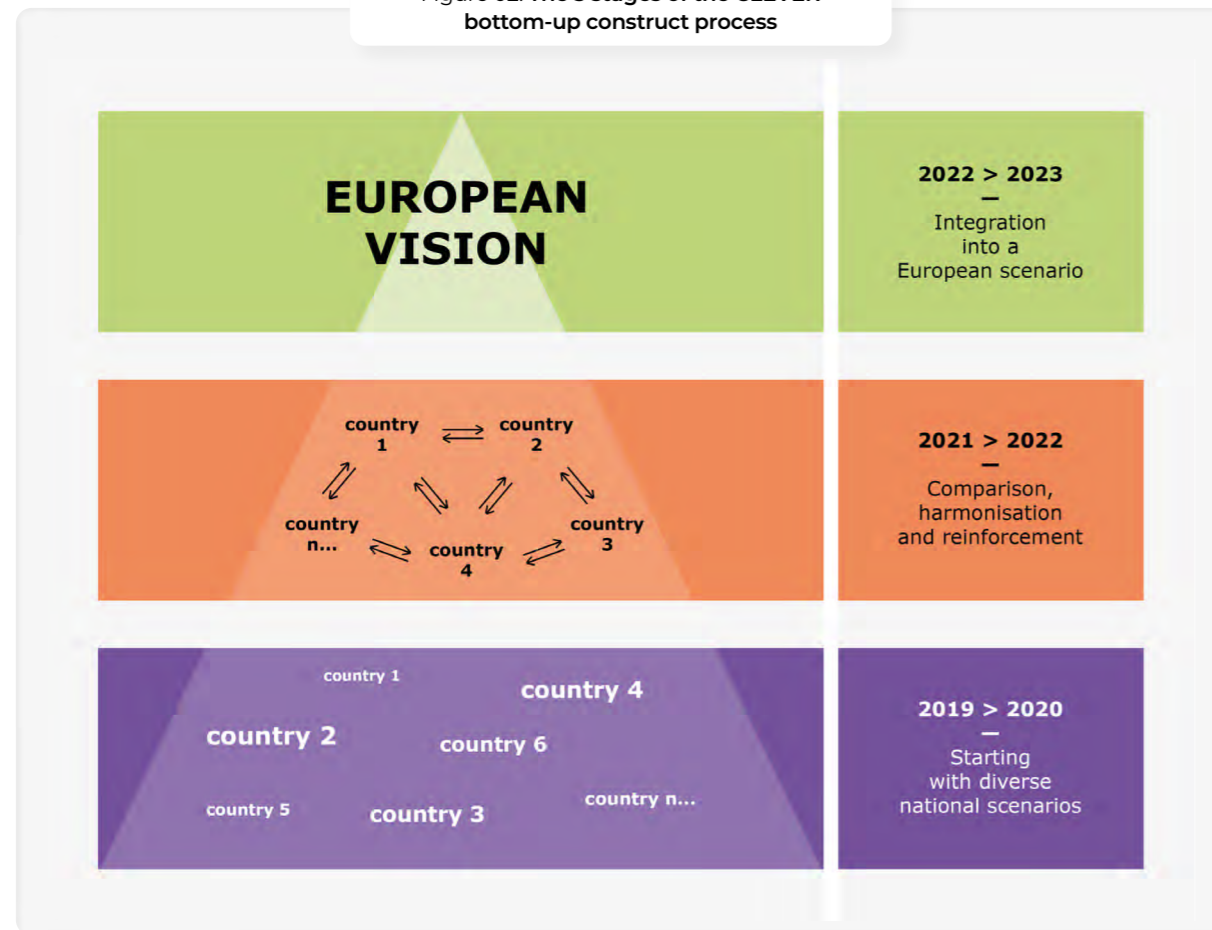 bottom-up construct process
EUROPEAN
VISION
2022 > 2023
—
Integration
into a
European scenario
country
1
country
2
country
n...
country
4
country
3
2021 > 2022
—
Comparison,
harmonisation
and reinforcement
country 1
country 4
country 2
country 6
country n...
country 5
country 3
2019 > 2020
—
Starting
with diverse
national scenarios